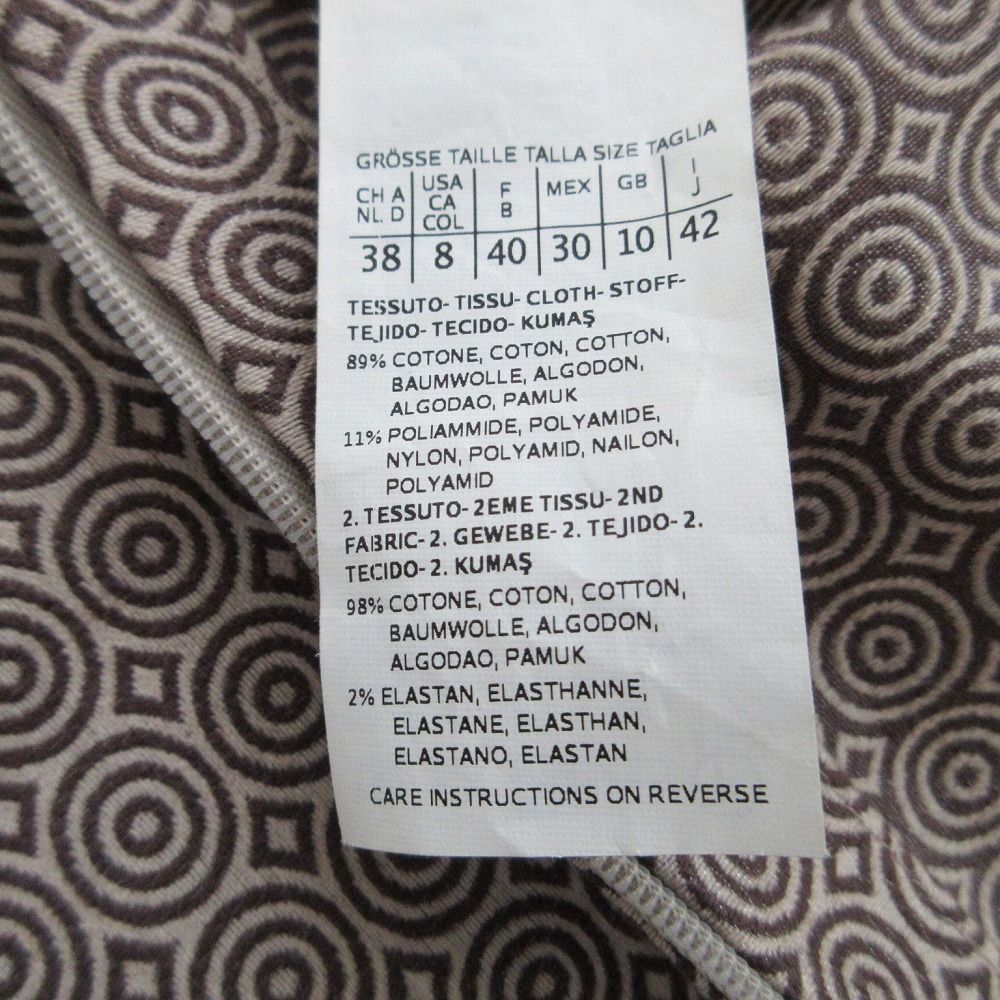 GRÖSSE TAILLE TALLA SIZE TAGLIA
CH A NL. D USA CA COL F B MEX GB I J
38 8 40 30 10 42
TESSUTO- TISSU- CLOTH- STOFF-
TEJIDO- TECIDO- KUMAŞ
89% COTONE, COTON, COTTON,
BAUMWOLLE, ALGODON,
ALGODAO, PAMUK
11% POLIAMMIDE, POLYAMIDE,
NYLON, POLYAMID, NAILON,
POLYAMID
2. TESSUTO- 2EME TISSU- 2ND
FABRIC- 2. GEWEBE- 2. TEJIDO- 2.
TECIDO- 2. KUMAŞ
98% COTONE, COTON, COTTON,
BAUMWOLLE, ALGODON,
ALGODAO, PAMUK
2% ELASTAN, ELASTHANNE,
ELASTANE, ELASTHAN,
ELASTANO, ELASTAN
CARE INSTRUCTIONS ON REVERSE